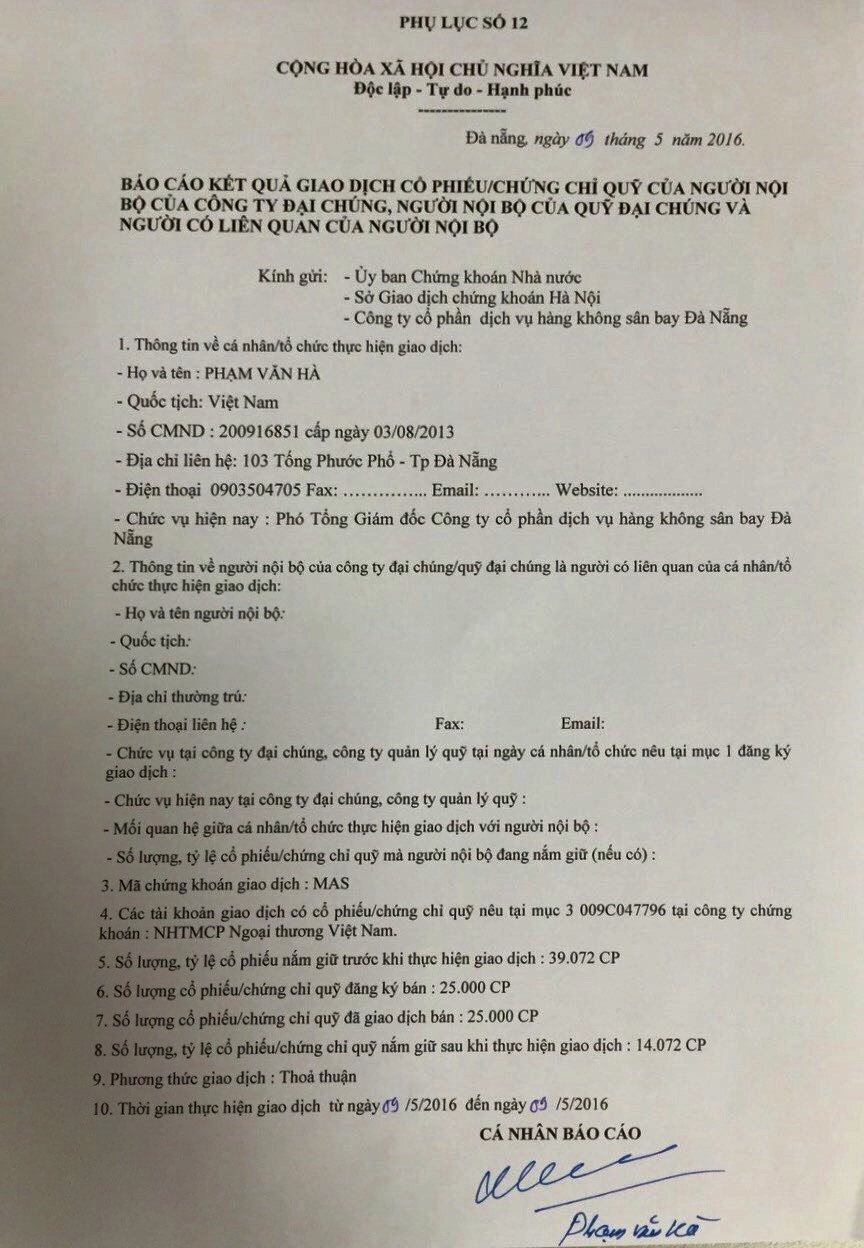 PHỤ LỤC SỐ 12
CỘNG HÒA XÃ HỘI CHỦ NGHĨA VIỆT NAM
Độc lập - Tự do - Hạnh phúc
---------------
Đà nẵng, ngày 09 tháng 5 năm 2016.
BÁO CÁO KẾT QUẢ GIAO DỊCH CỔ PHIẾU/CHỨNG CHỈ QUỸ CỦA NGƯỜI NỘI
BỘ CỦA CÔNG TY ĐẠI CHÚNG, NGƯỜI NỘI BỘ CỦA QUỸ ĐẠI CHÚNG VÀ
NGƯỜI CÓ LIÊN QUAN CỦA NGƯỜI NỘI BỘ
Kính gửi: - Ủy ban Chứng khoán Nhà nước
- Sở Giao dịch chứng khoán Hà Nội
- Công ty cổ phần dịch vụ hàng không sân bay Đà Nẵng
1. Thông tin về cá nhân/tổ chức thực hiện giao dịch:
- Họ và tên : PHẠM VĂN HÀ
- Quốc tịch: Việt Nam
- Số CMND : 200916851 cấp ngày 03/08/2013
- Địa chỉ liên hệ: 103 Tống Phước Phổ - Tp Đà Nẵng
- Điện thoại 0903504705 Fax: ………….. Email: ……….. Website: ..................
- Chức vụ hiện nay : Phó Tổng Giám đốc Công ty cổ phần dịch vụ hàng không sân bay Đà
Nẵng
2. Thông tin về người nội bộ của công ty đại chúng/quỹ đại chúng là người có liên quan của cá nhân/tổ
chức thực hiện giao dịch:
- Họ và tên người nội bộ:
- Quốc tịch:
- Số CMND:
- Địa chỉ thường trú:
- Điện thoại liên hệ : Fax: Email:
- Chức vụ tại công ty đại chúng, công ty quản lý quỹ tại ngày cá nhân/tổ chức nêu tại mục 1 đăng ký
giao dịch :
- Chức vụ hiện nay tại công ty đại chúng, công ty quản lý quỹ :
- Mối quan hệ giữa cá nhân/tổ chức thực hiện giao dịch với người nội bộ :
- Số lượng, tỷ lệ cổ phiếu/chứng chỉ quỹ mà người nội bộ đang nắm giữ (nếu có) :
3. Mã chứng khoán giao dịch : MAS
4. Các tài khoản giao dịch có cổ phiếu/chứng chỉ quỹ nêu tại mục 3 009C047796 tại công ty chứng
khoán : NHTMCP Ngoại thương Việt Nam.
5. Số lượng, tỷ lệ cổ phiếu nắm giữ trước khi thực hiện giao dịch : 39.072 CP
6. Số lượng cổ phiếu/chứng chỉ quỹ đăng ký bán : 25.000 CP
7. Số lượng cổ phiếu/chứng chỉ quỹ đã giao dịch bán : 25.000 CP
8. Số lượng, tỷ lệ cổ phiếu/chứng chỉ quỹ nắm giữ sau khi thực hiện giao dịch : 14.072 CP
9. Phương thức giao dịch : Thoả thuận
10. Thời gian thực hiện giao dịch từ ngày 09 /5/2016 đến ngày 09 /5/2016
CÁ NHÂN BÁO CÁO
Phạm Văn Hà